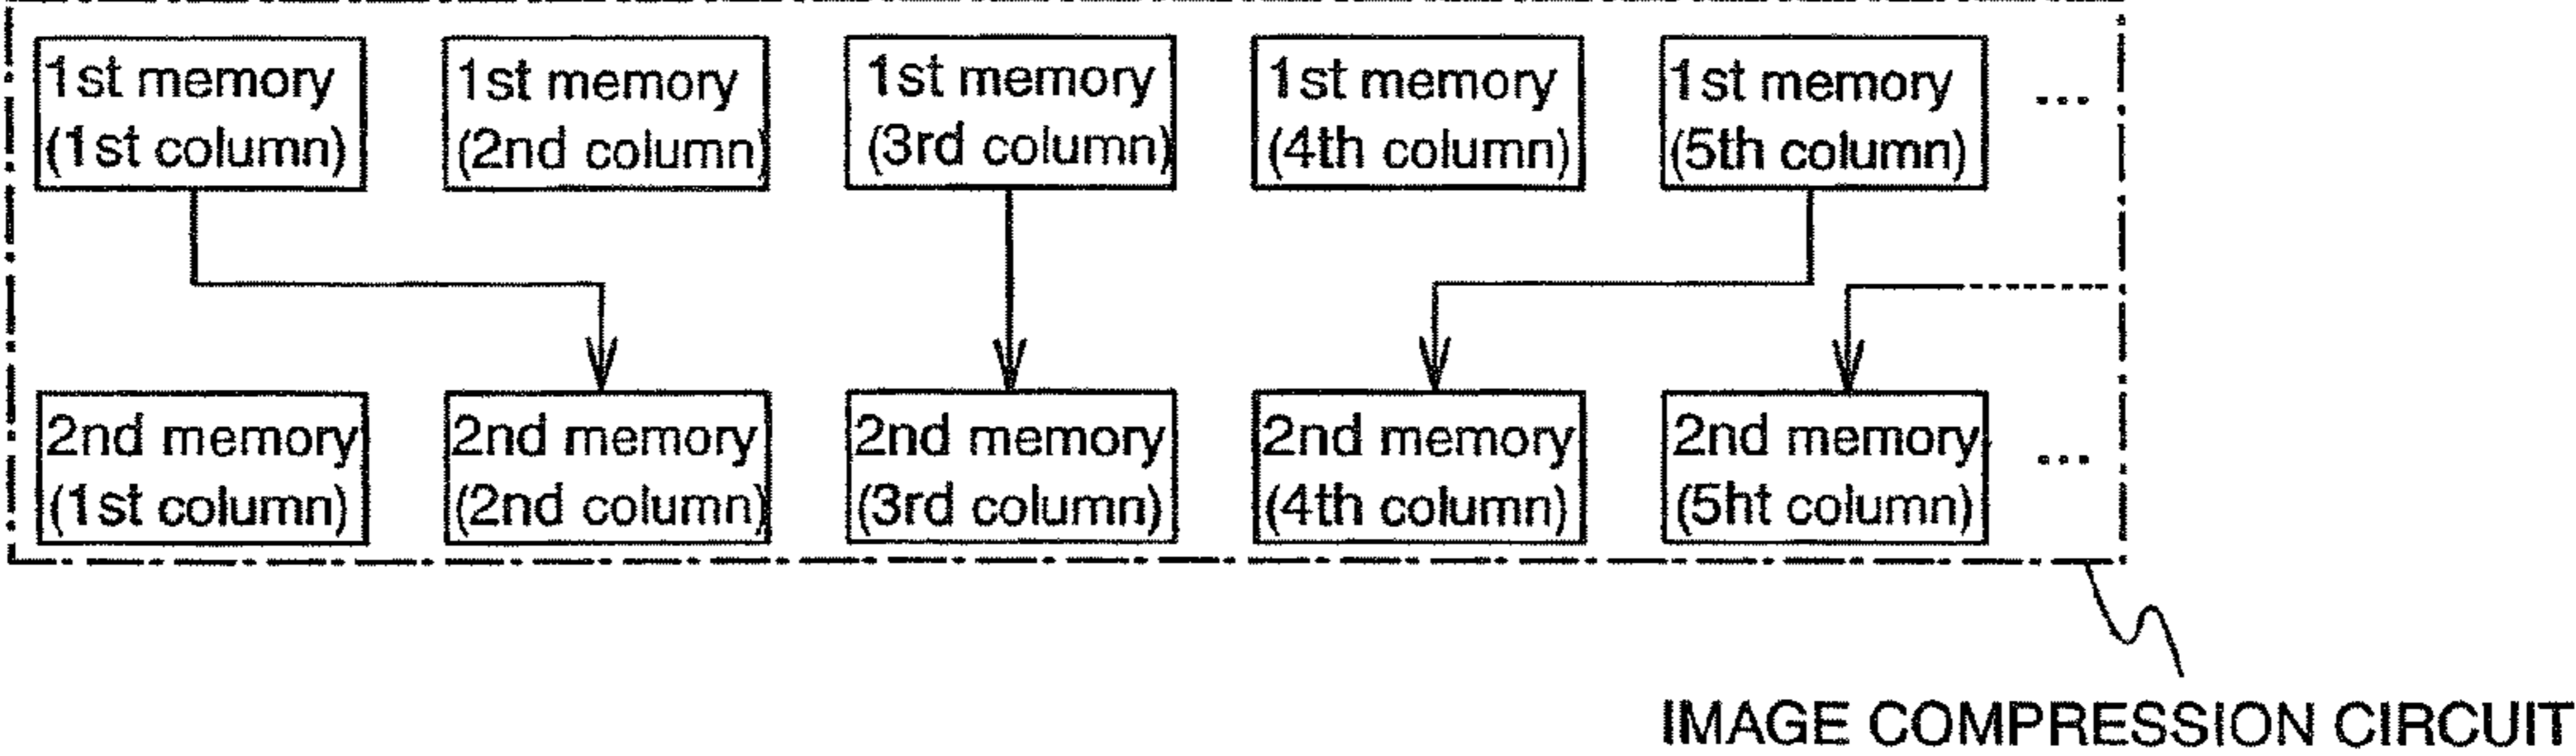 1st memory
(1st column)
1st memory
(2nd column)
1st memory
(3rd column)
1st memory
(4th column)
1st memory
(5th column)
...
2nd memory
(1st column)
2nd memory
(2nd column)
2nd memory
(3rd column)
2nd memory
(4th column)
2nd memory
(5ht column)
...
IMAGE COMPRESSION CIRCUIT